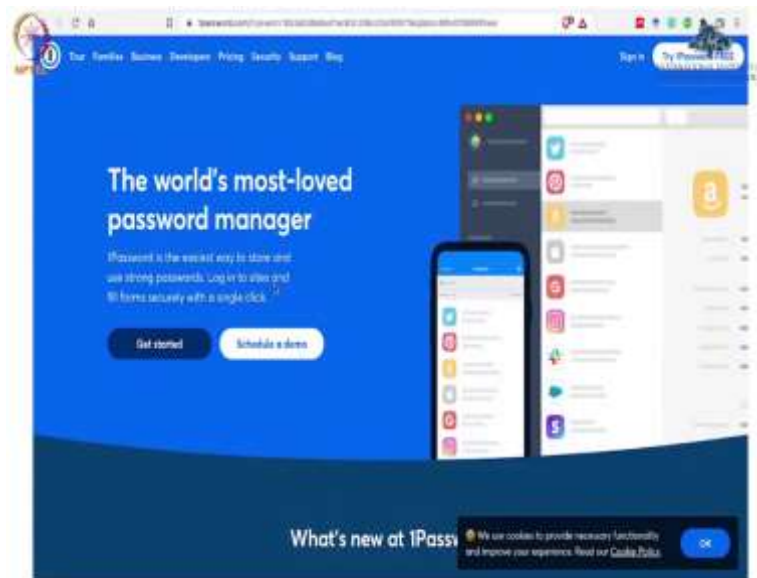 Tour Families Business Developers Pricing Security Support Blog
Sign in
Try 1Password FREE
The world's most-loved
password manager
1Password is the easiest way to store and
use strong passwords. Log in to sites and
fill forms securely with a single click.
Get started
Schedule a demo
What's new at 1Passw
We use cookies to provide necessary functionality
and improve your experience. Read our Cookie Policy.
OK